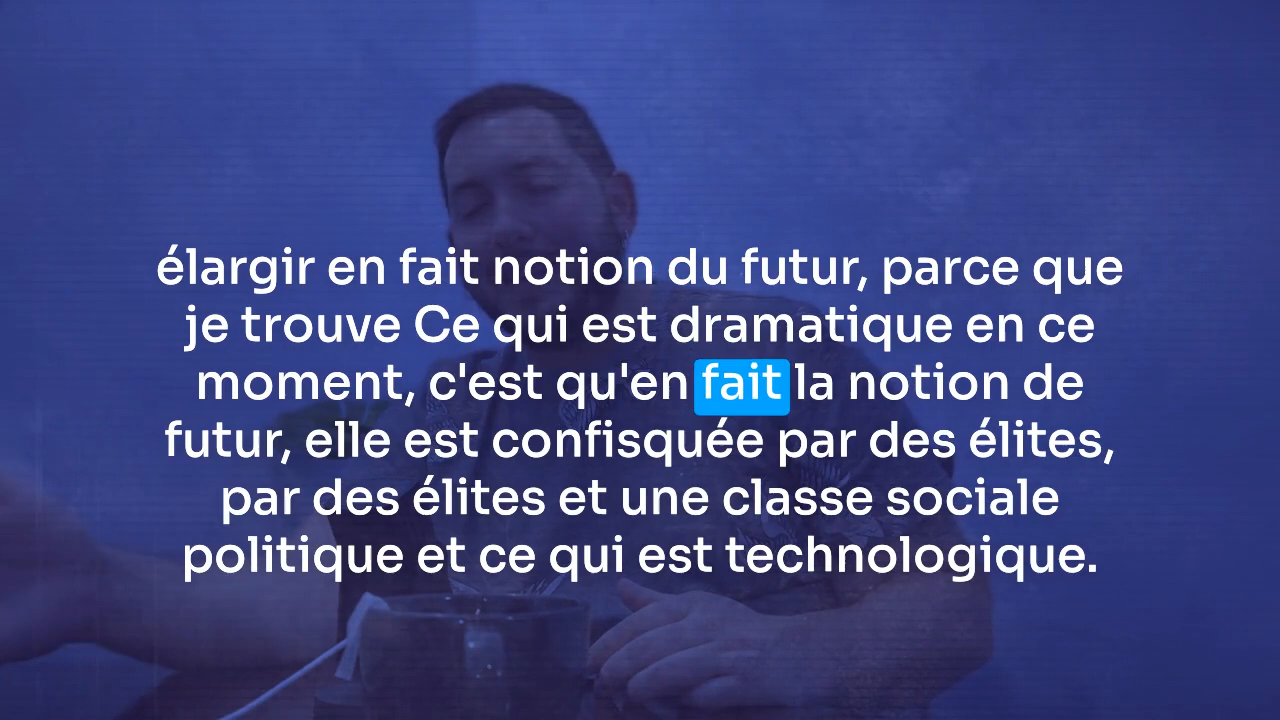 élargir en fait notion du futur, parce que
je trouve Ce qui est dramatique en ce
moment, c'est qu'en fait la notion de
futur, elle est confisquée par des élites,
par des élites et une classe sociale
politique et ce qui est technologique.